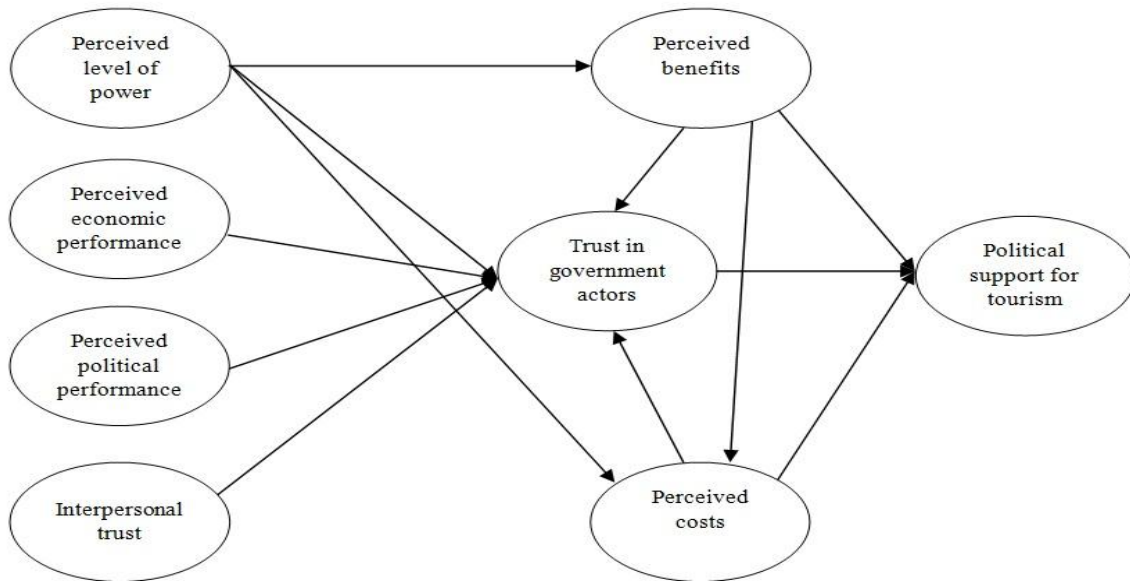 Perceived
level of
power
Perceived
benefits
Perceived
economic
performance
Trust in
government
actors
Political
support for
tourism
Perceived
political
performance
Interpersonal
trust
Perceived
costs